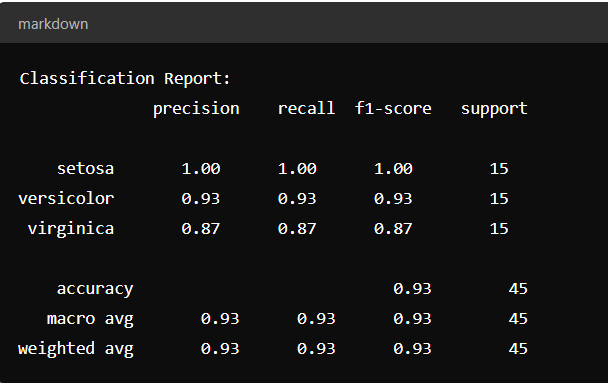 markdown
Classification Report:
precision recall f1-score support
setosa 1.00 1.00 1.00 15
versicolor 0.93 0.93 0.93 15
virginica 0.87 0.87 0.87 15
accuracy 0.93 45
macro avg 0.93 0.93 0.93 45
weighted avg 0.93 0.93 0.93 45